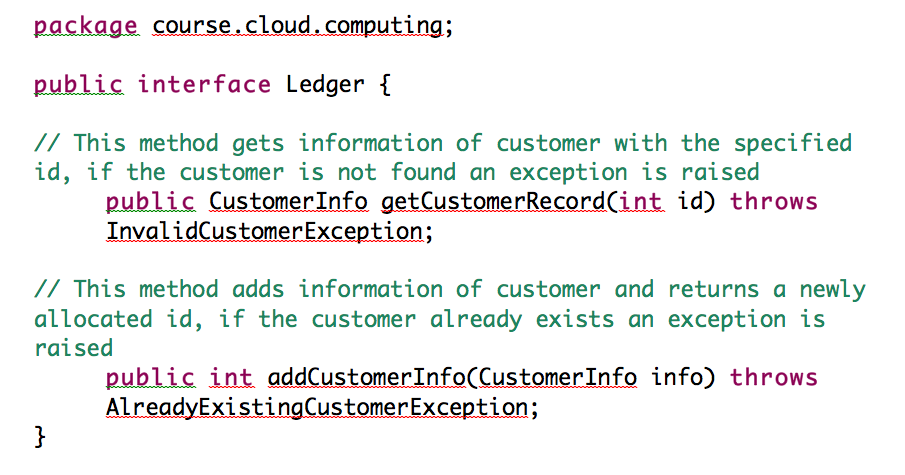 package course.cloud.computing;
public interface Ledger {
// This method gets information of customer with the specified
id, if the customer is not found an exception is raised
public CustomerInfo getCustomerRecord(int id) throws
InvalidCustomerException;
// This method adds information of customer and returns a newly
allocated id, if the customer already exists an exception is
raised
public int addCustomerInfo(CustomerInfo info) throws
AlreadyExistingCustomerException;
}